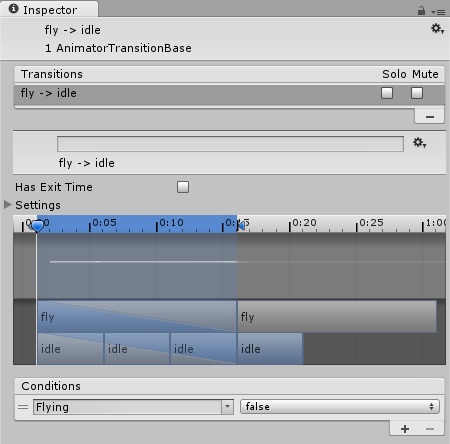 Inspector
fly -> idle
1 AnimatorTransitionBase
Transitions Solo Mute
fly -> idle
fly -> idle
Has Exit Time
Settings
0:00 0:05 0:10 0:15 0:20 0:25 1:00
fly fly
idle idle idle idle
Conditions
Flying false